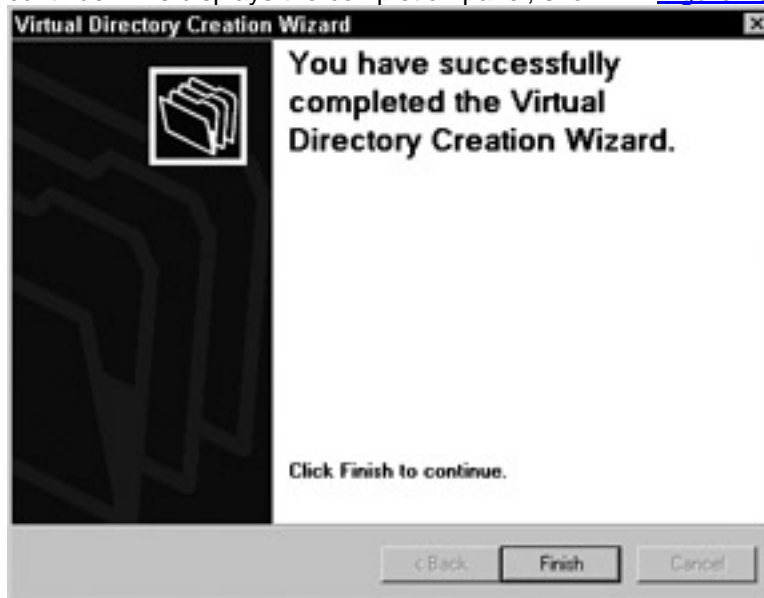 Virtual Directory Creation Wizard
You have successfully
completed the Virtual
Directory Creation Wizard.
Click Finish to continue.
< Back
Finish
Cancel